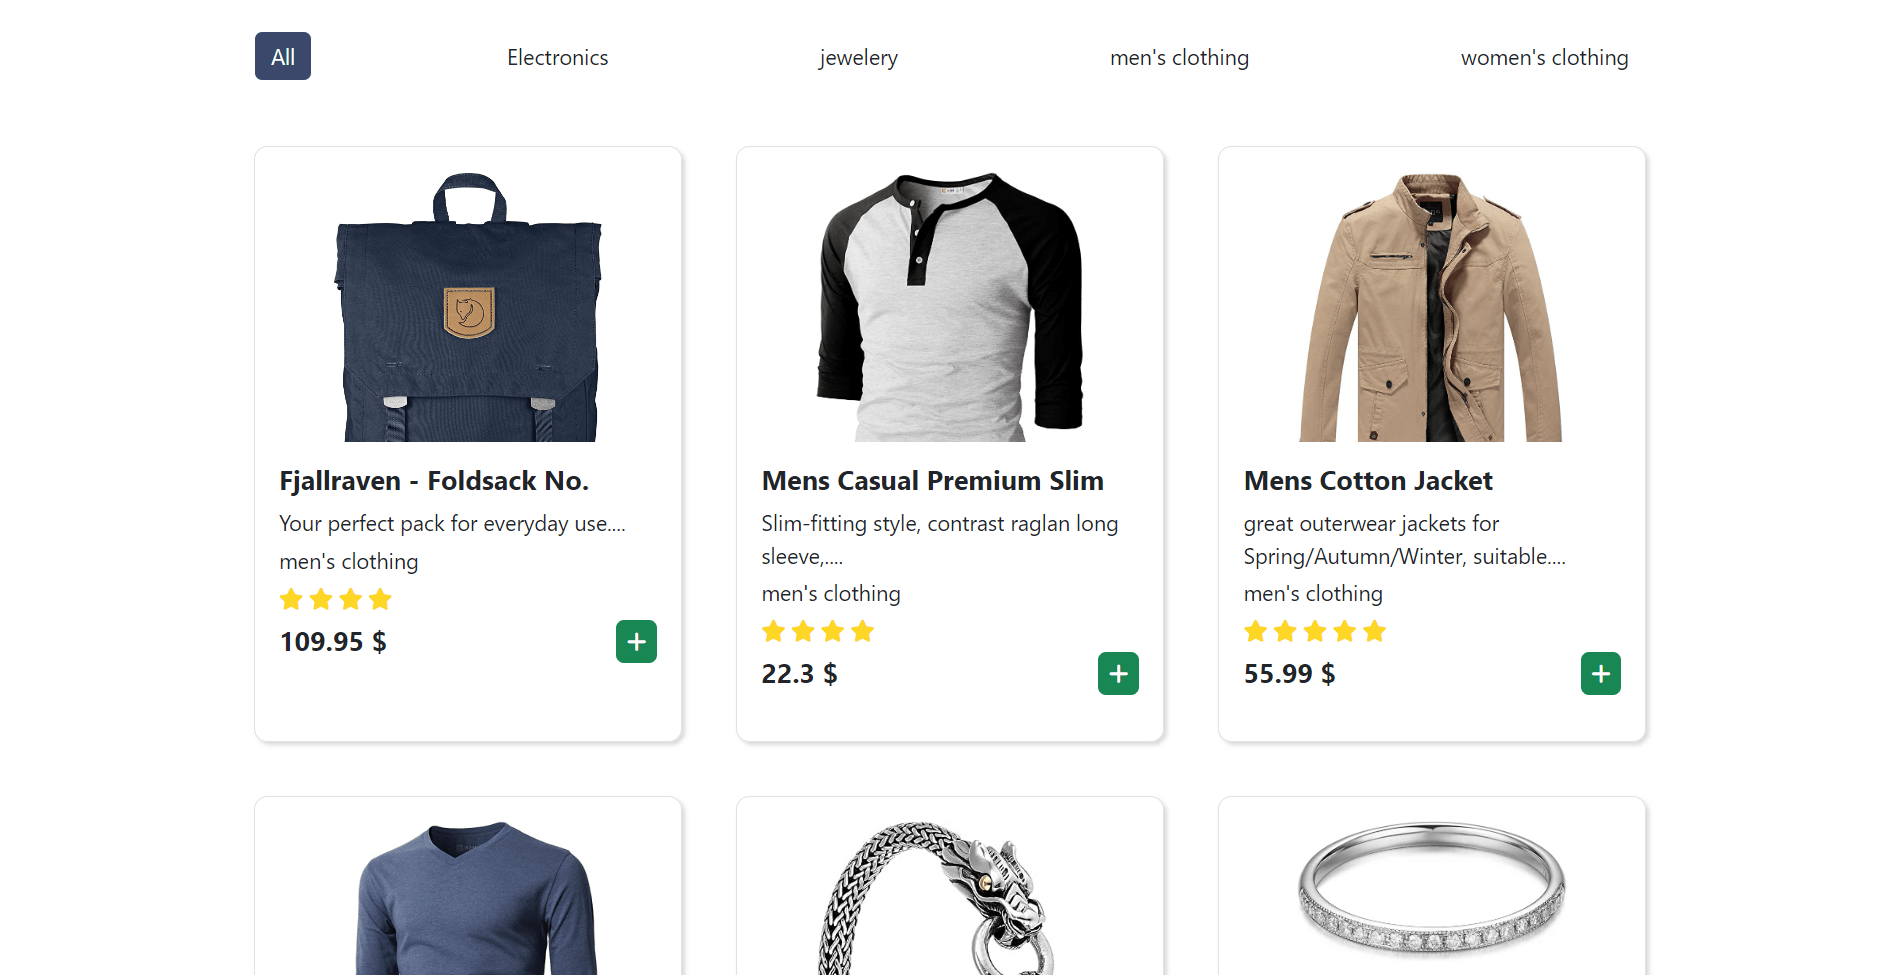 All
Electronics
jewelery
men's clothing
women's clothing
Fjallraven - Foldsack No.
Your perfect pack for everyday use....
men's clothing
109.95 $
Mens Casual Premium Slim
Slim-fitting style, contrast raglan long
sleeve,....
men's clothing
22.3 $
Mens Cotton Jacket
great outerwear jackets for
Spring/Autumn/Winter, suitable....
men's clothing
55.99 $